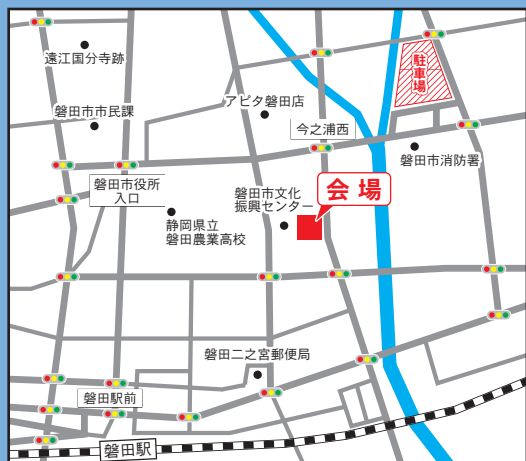 遠江国分寺跡
駐車場
磐田市市民課
アピタ磐田店
今之浦西
磐田市消防署
磐田市役所
入口
磐田市文化
振興センター
会場
静岡県立
磐田農業高校
磐田二之宮郵便局
磐田駅前
磐田駅